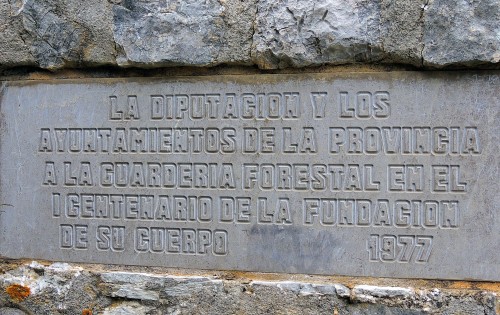 LA DIPUTACION Y LOS
AYUNTAMIENTOS DE LA PROVINCIA
A LA GUARDERIA FORESTAL EN EL
I CENTENARIO DE LA FUNDACION
DE SU CUERPO 1977